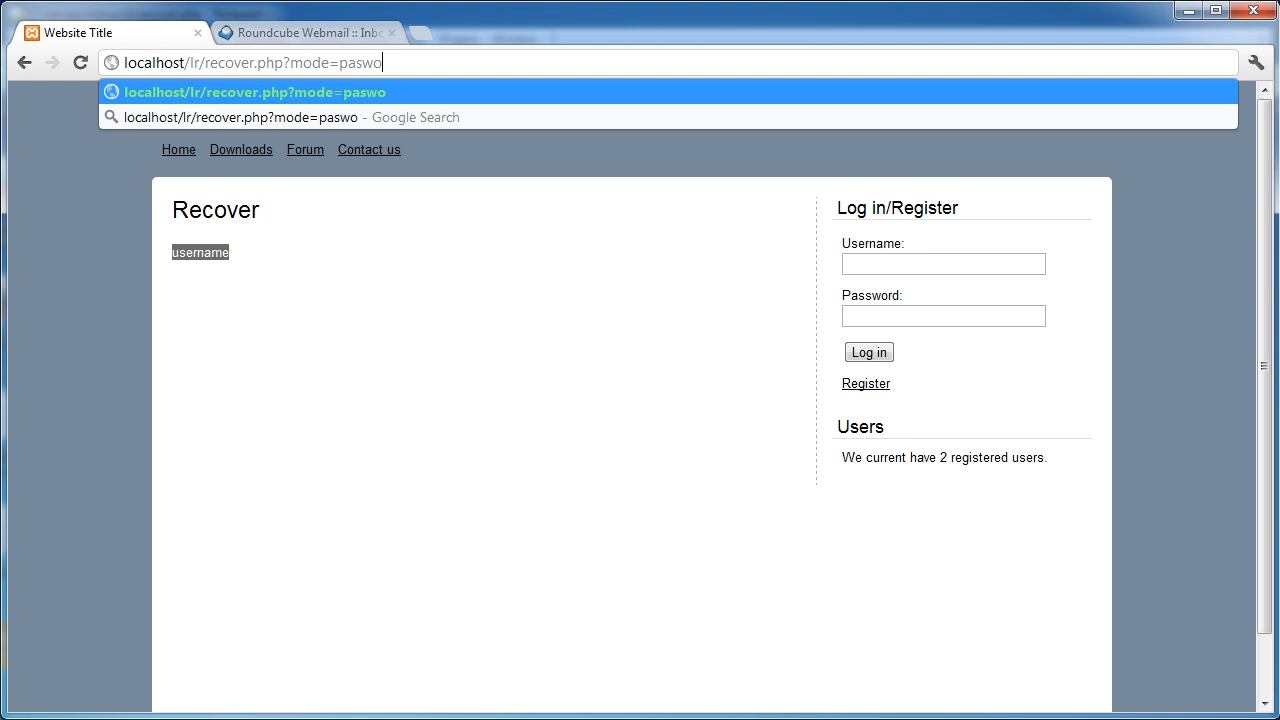 Website Title
Roundcube Webmail :: Inbc
localhost/lr/recover.php?mode=paswo
localhost/lr/recover.php?mode=paswo
localhost/lr/recover.php?mode=paswo - Google Search
Home Downloads Forum Contact us
Recover
username
Log in/Register
Username:
Password:
Log in
Register
Users
We current have 2 registered users.